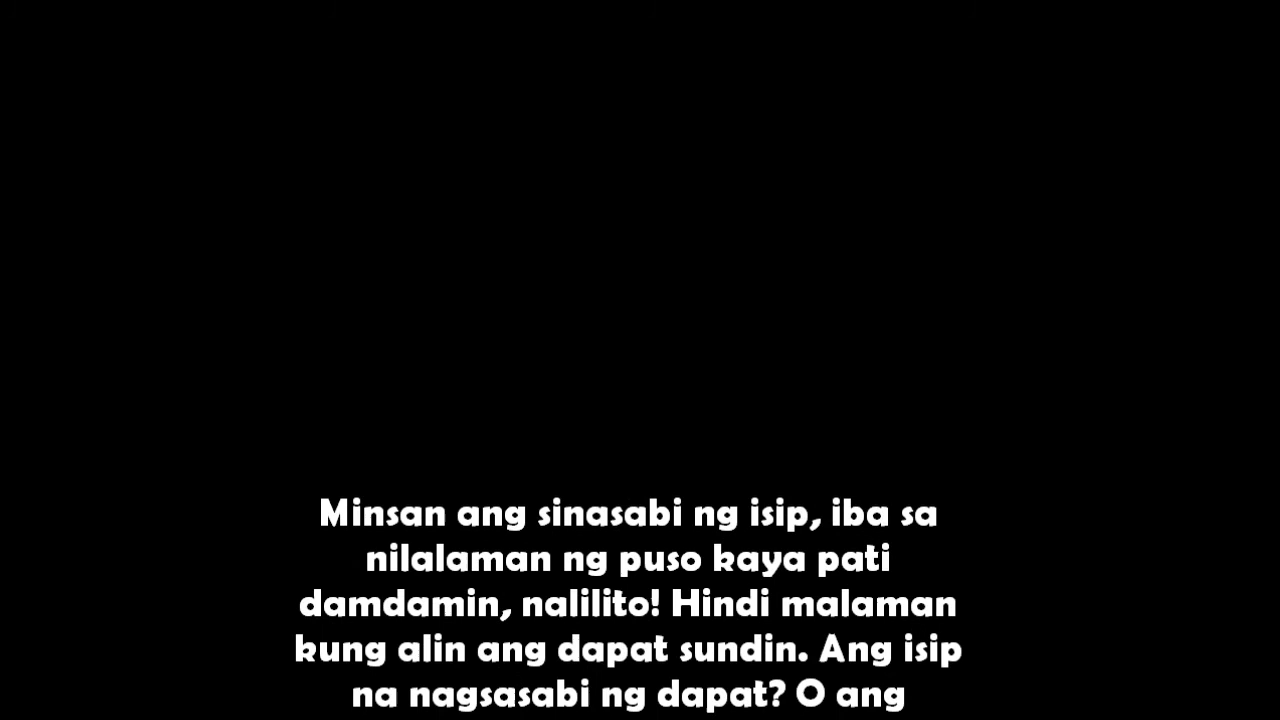 Minsan ang sinasabi ng isip, iba sa
nilalaman ng puso kaya pati
damdamin, nalilito! Hindi malaman
kung alin ang dapat sundin. Ang isip
na nagsasabi ng dapat? O ang